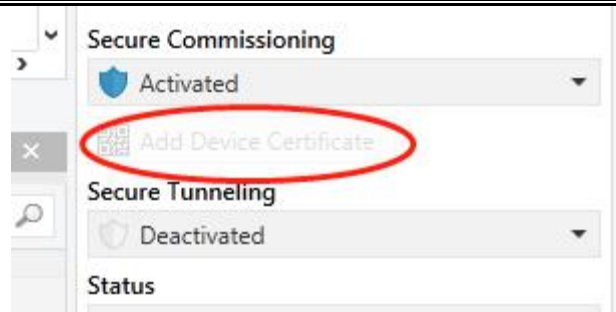 Secure Commissioning
Activated
Add Device Certificate
Secure Tunneling
Deactivated
Status